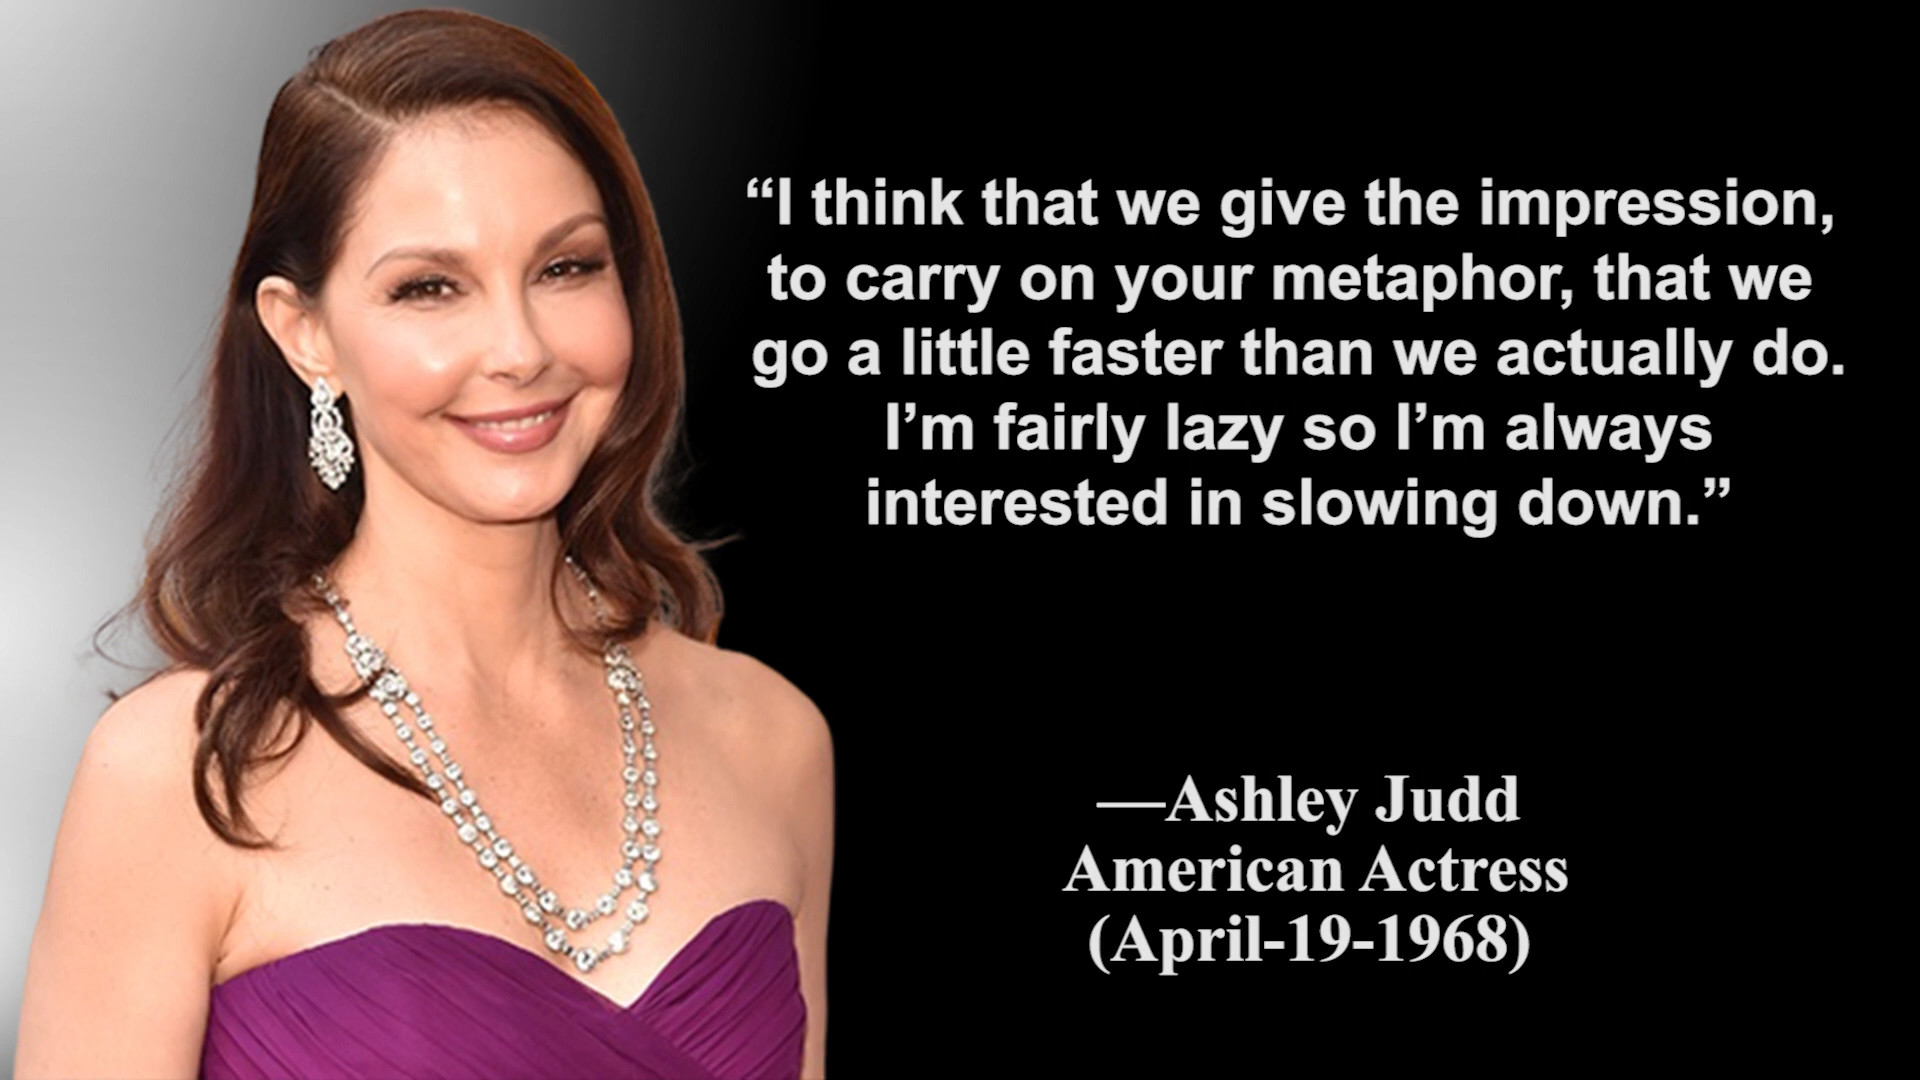 “I think that we give the impression,
to carry on your metaphor, that we
go a little faster than we actually do.
I’m fairly lazy so I’m always
interested in slowing down.”
—Ashley Judd
American Actress
(April-19-1968)